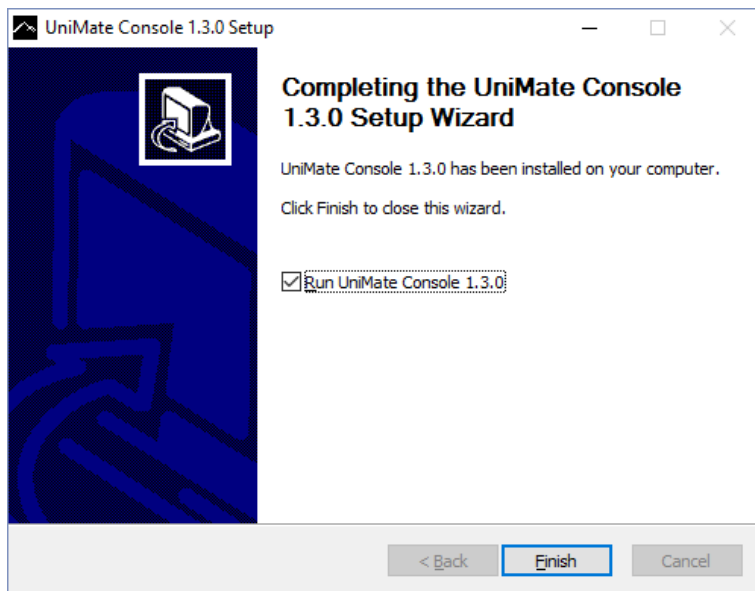 UniMate Console 1.3.0 Setup
Completing the UniMate Console
1.3.0 Setup Wizard
UniMate Console 1.3.0 has been installed on your computer.
Click Finish to close this wizard.
Run UniMate Console 1.3.0
< Back
Finish
Cancel